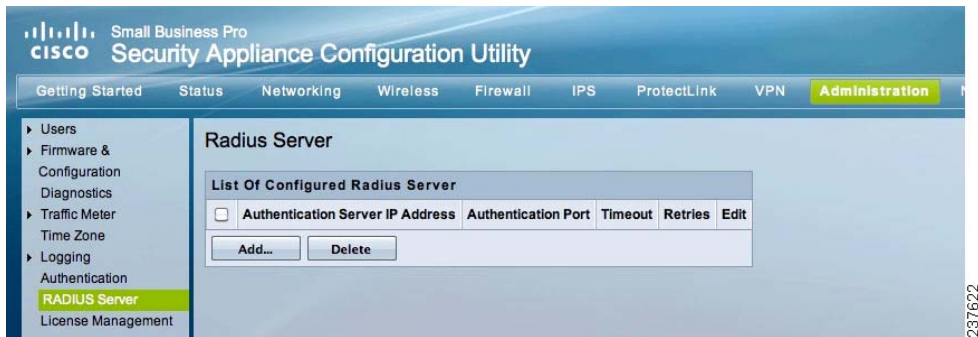 Small Business Pro
CISCO Security Appliance Configuration Utility
Getting Started Status Networking Wireless Firewall IPS ProtectLink VPN Administration
Users
Firmware &
Configuration
Diagnostics
Traffic Meter
Time Zone
Logging
Authentication
RADIUS Server
License Management
Radius Server
List Of Configured Radius Server
Authentication Server IP Address Authentication Port Timeout Retries Edit
Add... Delete
237622